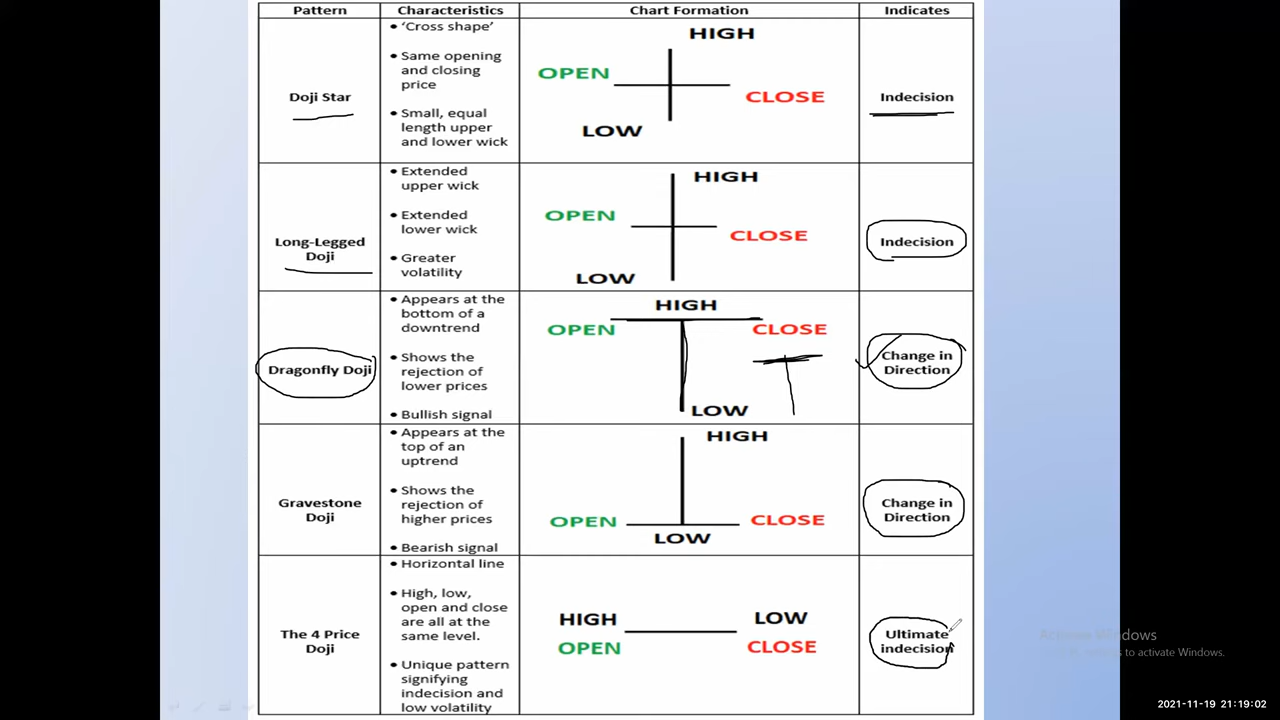 Pattern
Characteristics
Chart Formation
Indicates
Doji Star
• ‘Cross shape’
• Same opening
and closing
price
• Small, equal
length upper
and lower wick
HIGH
OPEN
CLOSE
LOW
Indecision
Long-Legged
Doji
• Extended
upper wick
• Extended
lower wick
• Greater
volatility
HIGH
OPEN
CLOSE
LOW
Indecision
Dragonfly Doji
• Appears at the
bottom of a
downtrend
• Shows the
rejection of
lower prices
• Bullish signal
HIGH
OPEN
CLOSE
LOW
Change in
Direction
Gravestone
Doji
• Appears at the
top of an
uptrend
• Shows the
rejection of
higher prices
• Bearish signal
HIGH
OPEN
CLOSE
LOW
Change in
Direction
The 4 Price
Doji
• Horizontal line
• High, low,
open and close
are all at the
same level.
• Unique pattern
signifying
indecision and
low volatility
HIGH
LOW
OPEN
CLOSE
Ultimate
indecision
Activate Windows
to activate Windows.
2021-11-19 21:19:02